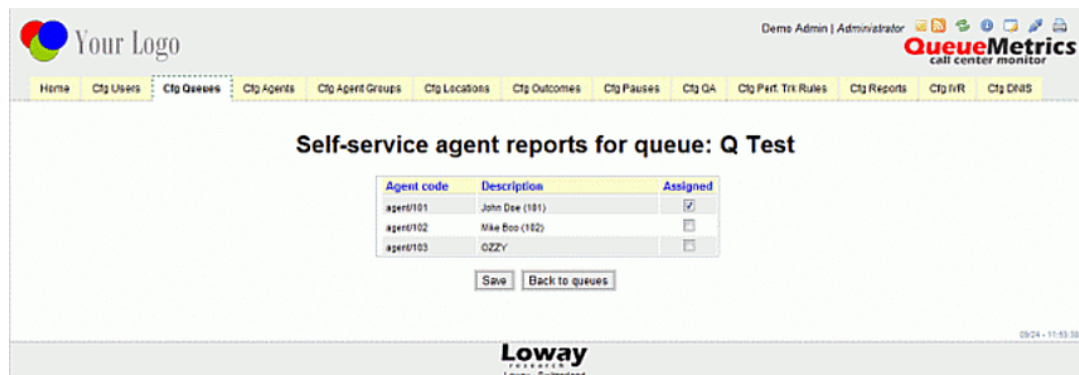 Your Logo
Demo Admin | Administrator
QueueMetrics
call center monitor
Home Cfg Users Cfg Queues Cfg Agents Cfg Agent Groups Cfg Locations Cfg Outcomes Cfg Pauses Cfg QA Cfg Perf. Trk Rules Cfg Reports Cfg IVR Cfg DNIS
Self-service agent reports for queue: Q Test
Agent code Description Assigned
agent/101 John Doe (101)
agent/102 Mike Boo (102)
agent/103 OZZY
Save Back to queues
Loway
research
Loway - Switzerland